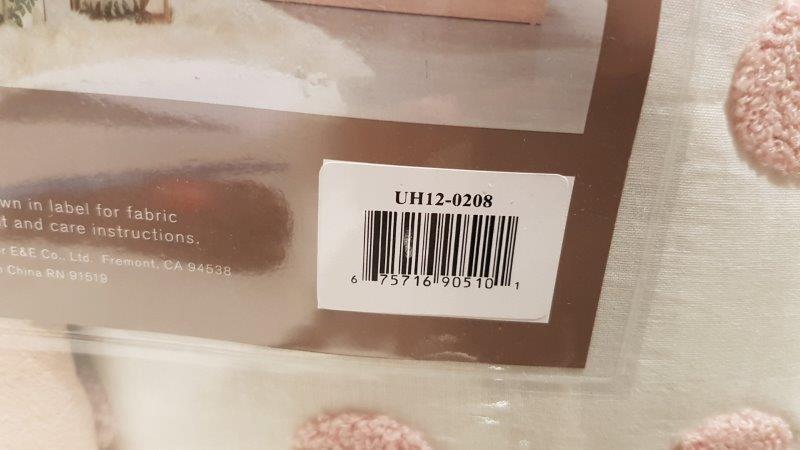 wn in label for fabric
t and care instructions.
r E&E Co., Ltd. Fremont, CA 94538
China RN 91519
UH12-0208
6 75716 90510 1